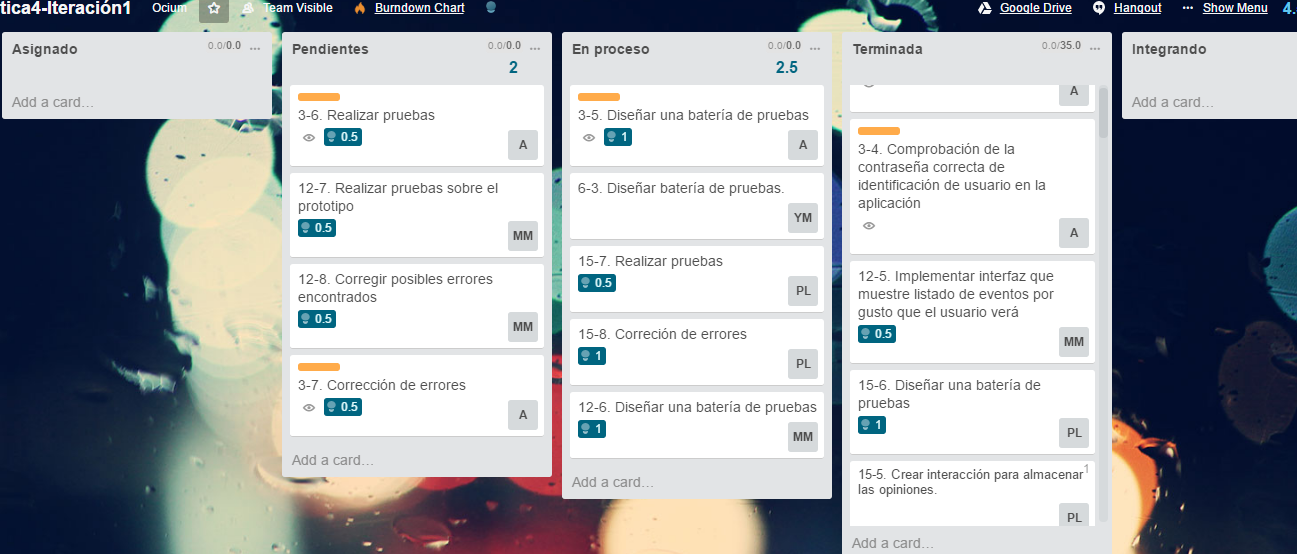 tica4-Iteración1
Ocium
Team Visible
Burndown Chart
Google Drive
Hangout
Show Menu
4.
Asignado
0.0/0.0
Add a card…
Pendientes
0.0/0.0
2
3-6. Realizar pruebas
0.5
A
12-7. Realizar pruebas sobre el
prototipo
0.5
MM
12-8. Corregir posibles errores
encontrados
0.5
MM
3-7. Corrección de errores
0.5
A
Add a card…
En proceso
0.0/0.0
2.5
3-5. Diseñar una batería de pruebas
1
A
6-3. Diseñar batería de pruebas.
YM
15-7. Realizar pruebas
0.5
PL
15-8. Correción de errores
1
PL
12-6. Diseñar una batería de pruebas
1
MM
Add a card…
Terminada
0.0/35.0
A
3-4. Comprobación de la
contraseña correcta de
identificación de usuario en la
aplicación
A
12-5. Implementar interfaz que
muestre listado de eventos por
gusto que el usuario verá
0.5
MM
15-6. Diseñar una batería de
pruebas
1
PL
15-5. Crear interacción para almacenar
las opiniones.
1
PL
Add a card…
Integrando
Add a card…